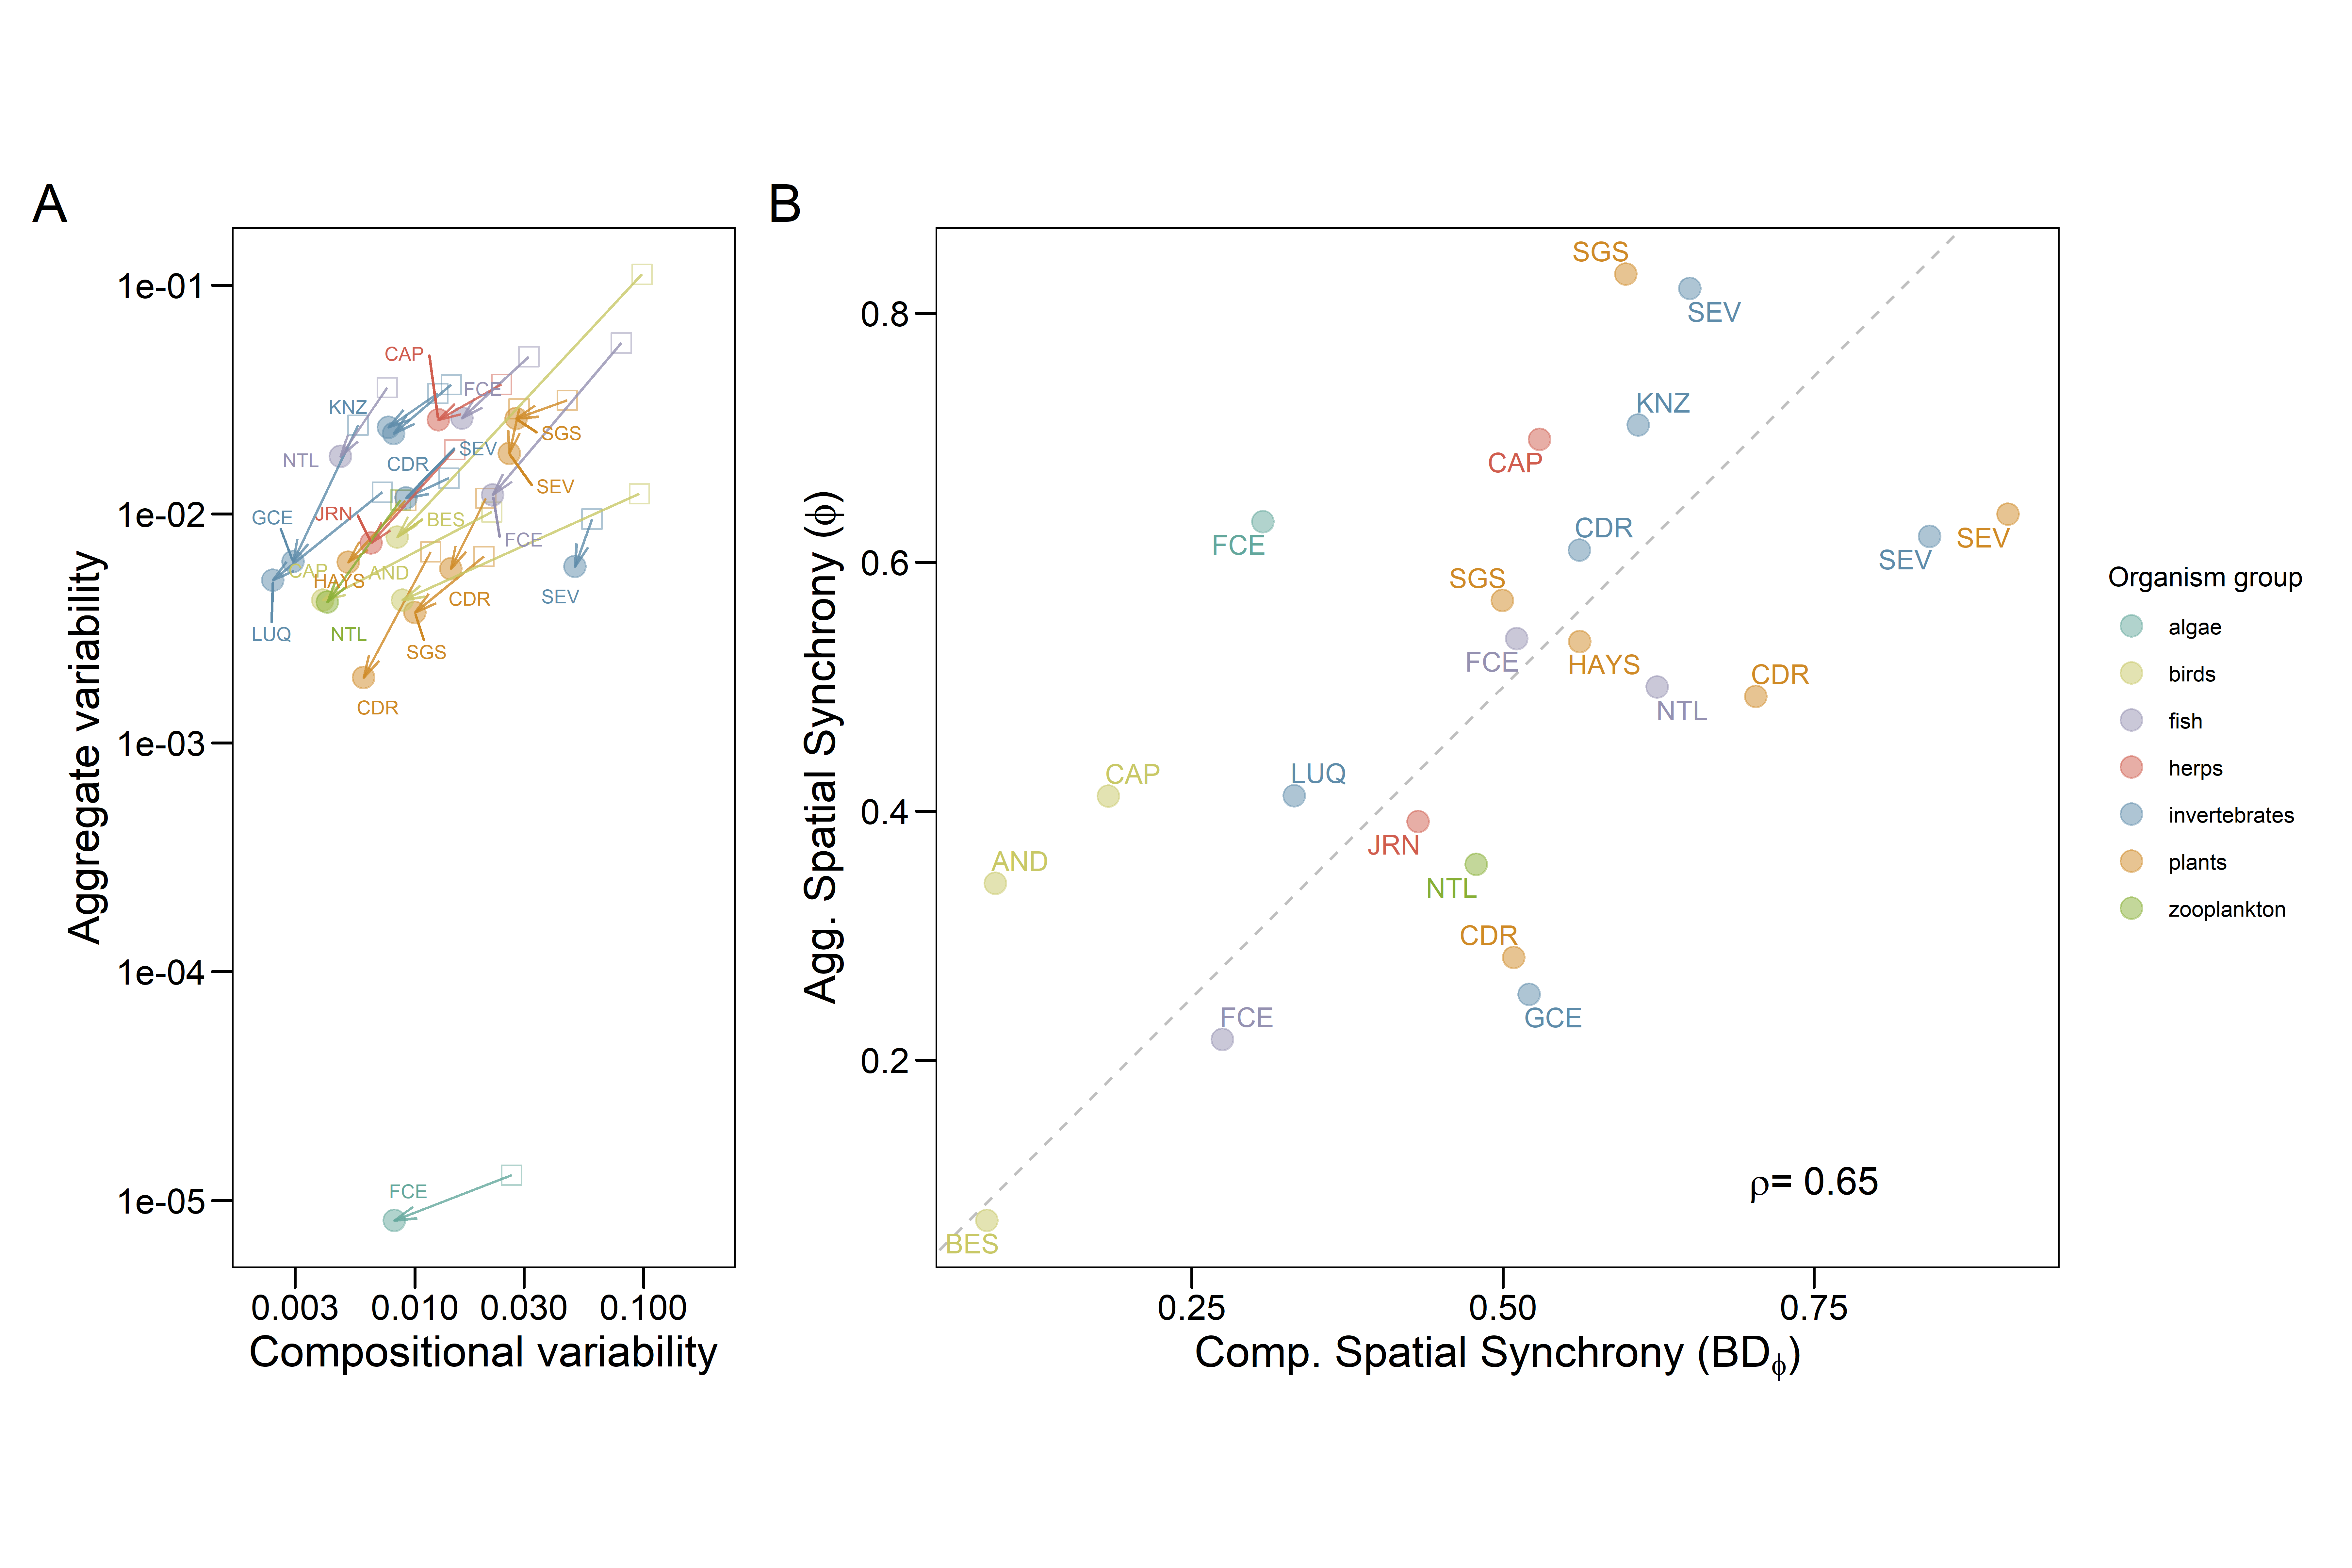 A
B
1e-01
1e-02
1e-03
1e-04
1e-05
Aggregate variability
0.003 0.010 0.030 0.100
Compositional variability
CAP
FCE
KNZ
SGS
NTL
CDR
SEV
SEV
GCE
JRN
BES
FCE
CAP
HAYS
AND
SEV
CDR
LUQ
NTL
SGS
CDR
FCE
0.8
0.6
0.4
0.2
Agg. Spatial Synchrony (ϕ)
0.25 0.50 0.75
Comp. Spatial Synchrony (BDϕ)
SGS
SEV
KNZ
CAP
FCE
CDR
SEV
SEV
SGS
FCE
HAYS
CDR
NTL
CAP
LUQ
JRN
AND
NTL
CDR
GCE
FCE
BES
ρ= 0.65
Organism group
algae
birds
fish
herps
invertebrates
plants
zooplankton